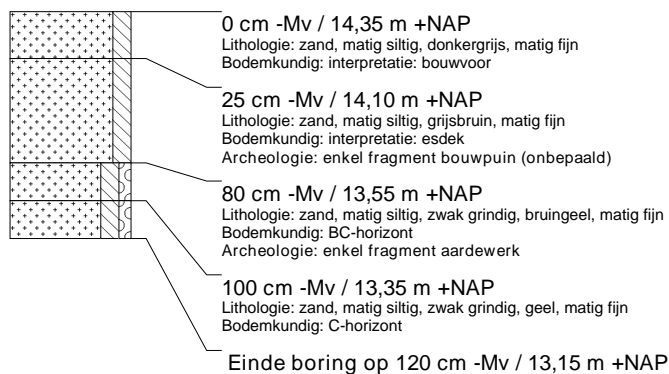 0 cm -Mv / 14,35 m +NAP
Lithologie: zand, matig siltig, donkergrijs, matig fijn
Bodemkundig: interpretatie: bouwvoor
25 cm -Mv / 14,10 m +NAP
Lithologie: zand, matig siltig, grijsbruin, matig fijn
Bodemkundig: interpretatie: esdek
Archeologie: enkel fragment bouwpuin (onbepaald)
80 cm -Mv / 13,55 m +NAP
Lithologie: zand, matig siltig, zwak grindig, bruingeel, matig fijn
Bodemkundig: BC-horizont
Archeologie: enkel fragment aardewerk
100 cm -Mv / 13,35 m +NAP
Lithologie: zand, matig siltig, zwak grindig, geel, matig fijn
Bodemkundig: C-horizont
Einde boring op 120 cm -Mv / 13,15 m +NAP